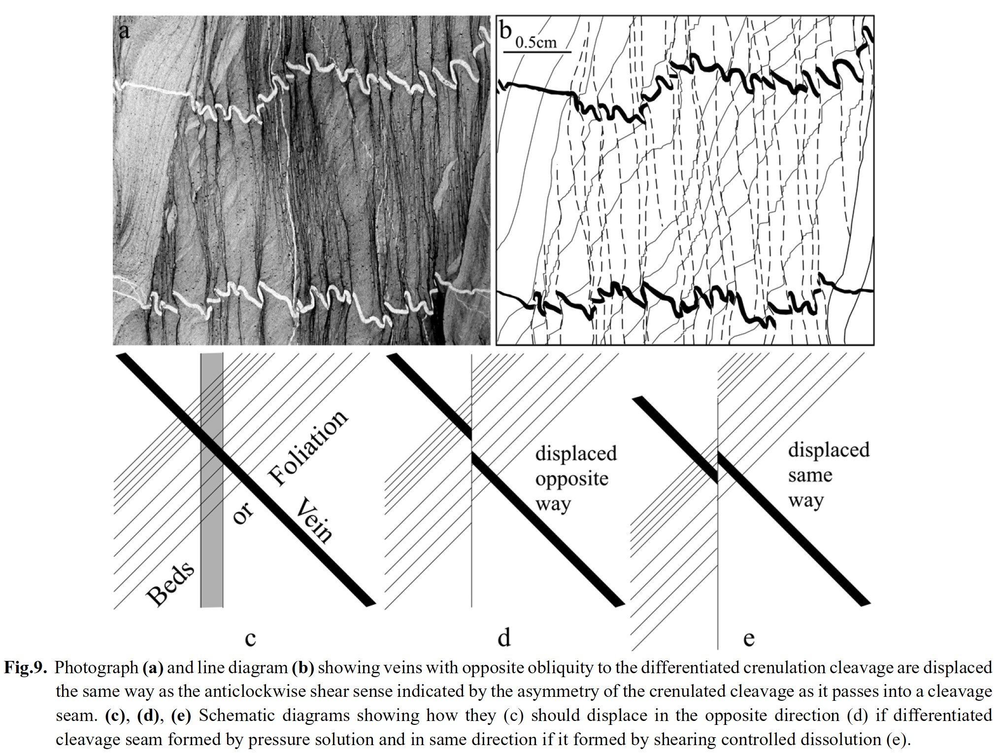 a
b
0.5cm
Foliation
or
Vein
Beds
displaced
opposite
way
displaced
same
way
c
d
e
Fig.9. Photograph (a) and line diagram (b) showing veins with opposite obliquity to the differentiated crenulation cleavage are displaced
the same way as the anticlockwise shear sense indicated by the asymmetry of the crenulated cleavage as it passes into a cleavage
seam. (c), (d), (e) Schematic diagrams showing how they (c) should displace in the opposite direction (d) if differentiated
cleavage seam formed by pressure solution and in same direction if it formed by shearing controlled dissolution (e).